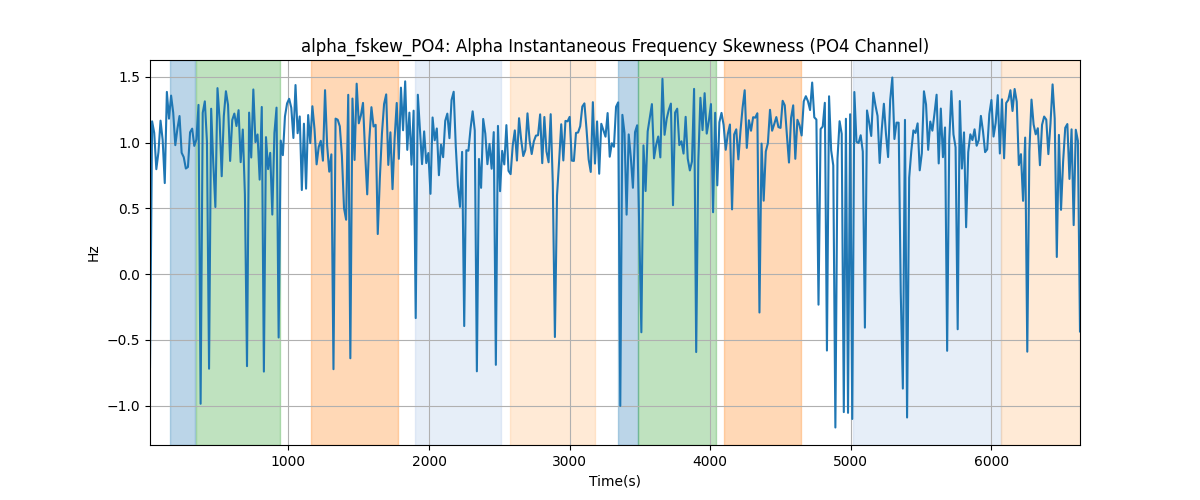 alpha_fskew_PO4: Alpha Instantaneous Frequency Skewness (PO4 Channel)
1.5
1.0
0.5
0.0
−0.5
−1.0
Hz
1000 2000 3000 4000 5000 6000
Time(s)